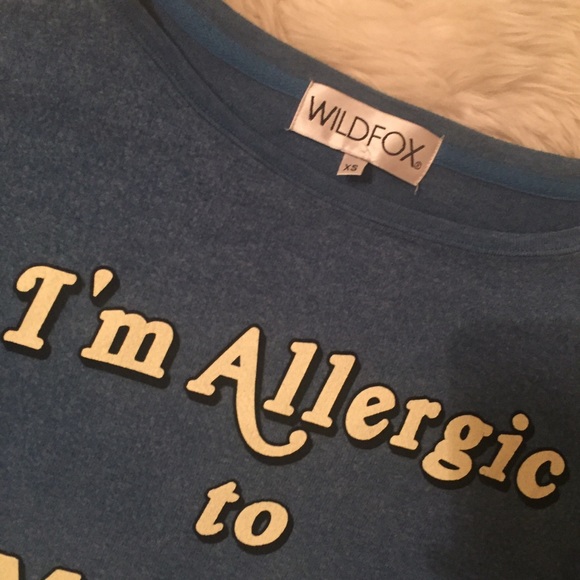 WILDFOX®
XS
I'm Allergic
to